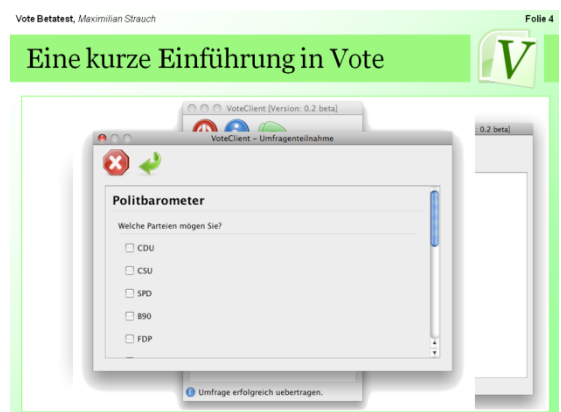 Vote Betatest, Maximilian Strauch
Folie 4
Eine kurze Einführung in Vote
V
VoteClient [Version: 0.2 beta]
0.2 beta]
VoteClient – Umfragenteilnahme
Politbarometer
Welche Parteien mögen Sie?
CDU
CSU
SPD
B90
FDP
Umfrage erfolgreich uebertragen.